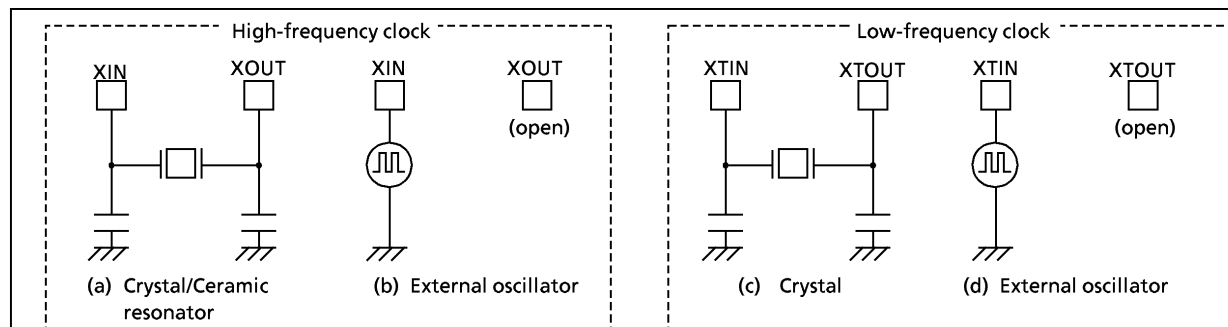 High-frequency clock
Low-frequency clock
XIN XOUT XIN XOUT
XTIN XTOUT XTIN XTOUT
(open)
(open)
(a) Crystal/Ceramic
resonator
(b) External oscillator
(c) Crystal
(d) External oscillator